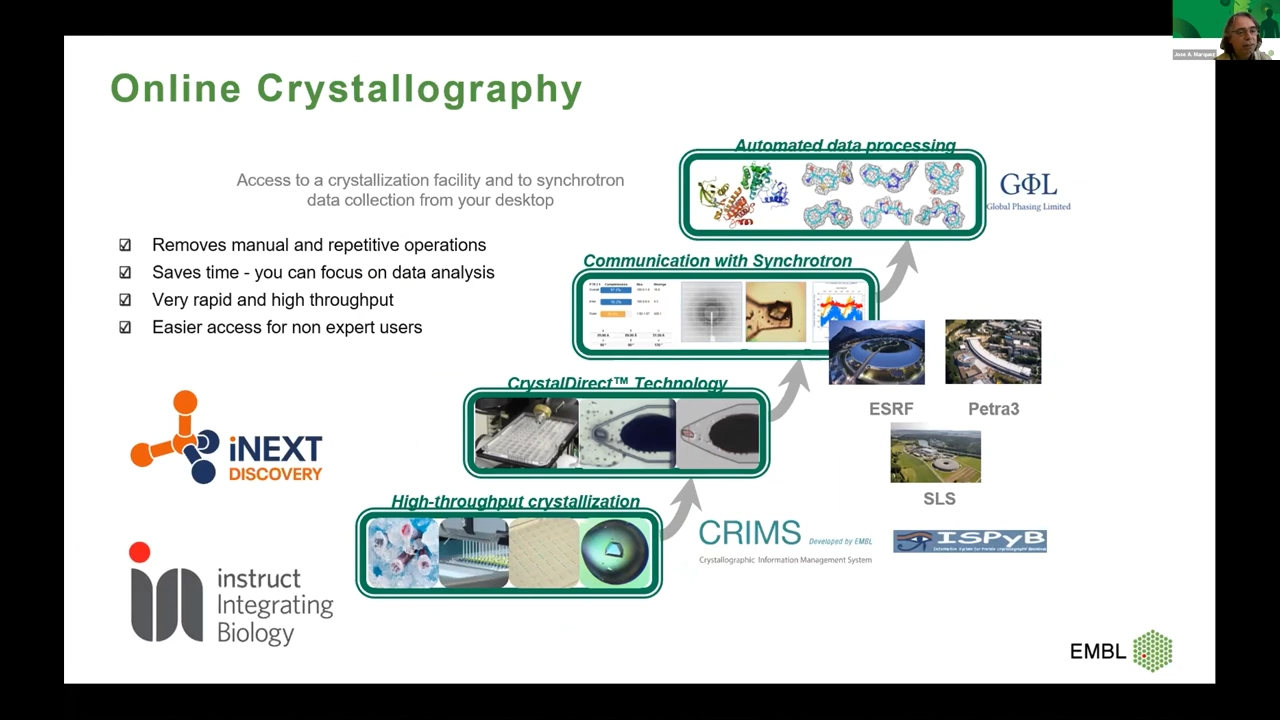 Jose A. Marquez
Online Crystallography
Access to a crystallization facility and to synchrotron
data collection from your desktop
☑ Removes manual and repetitive operations
☑ Saves time - you can focus on data analysis
☑ Very rapid and high throughput
☑ Easier access for non expert users
Automated data processing
GΦL
Global Phasing Limited
Communication with Synchrotron
Completeness
ESRF
Petra3
CrystalDirect™ Technology
SLS
High-throughput crystallization
CRIMS Developed by EMBL
Crystallographic Information Management System
ISPyB
iNEXT
DISCOVERY
instruct
Integrating
Biology
EMBL